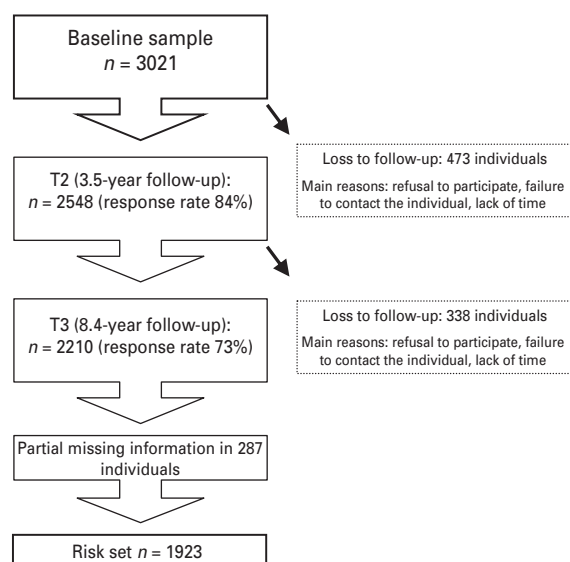 Baseline sample
n = 3021
Loss to follow-up: 473 individuals
Main reasons: refusal to participate, failure
to contact the individual, lack of time
T2 (3.5-year follow-up):
n = 2548 (response rate 84%)
Loss to follow-up: 338 individuals
Main reasons: refusal to participate, failure
to contact the individual, lack of time
T3 (8.4-year follow-up):
n = 2210 (response rate 73%)
Partial missing information in 287
individuals
Risk set n = 1923